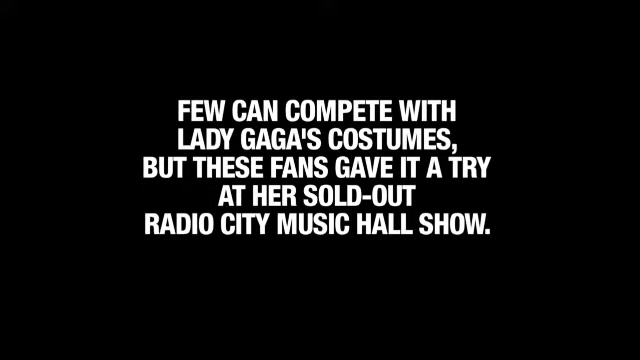 FEW CAN COMPETE WITH
LADY GAGA'S COSTUMES,
BUT THESE FANS GAVE IT A TRY
AT HER SOLD-OUT
RADIO CITY MUSIC HALL SHOW.